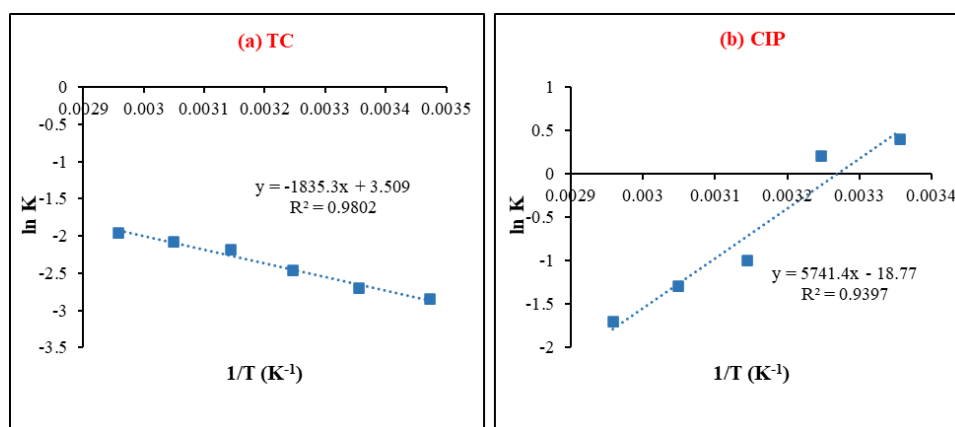 (a) TC
0
0.0029 0.003 0.0031 0.0032 0.0033 0.0034 0.0035
-0.5
-1
-1.5
-2
-2.5
-3
-3.5
y = -1835.3x + 3.509
R² = 0.9802
ln K
1/T (K⁻¹)
(b) CIP
1
0.5
0
0.0029 0.003 0.0031 0.0032 0.0033 0.0034
-0.5
-1
-1.5
-2
y = 5741.4x - 18.77
R² = 0.9397
ln K
1/T (K⁻¹)